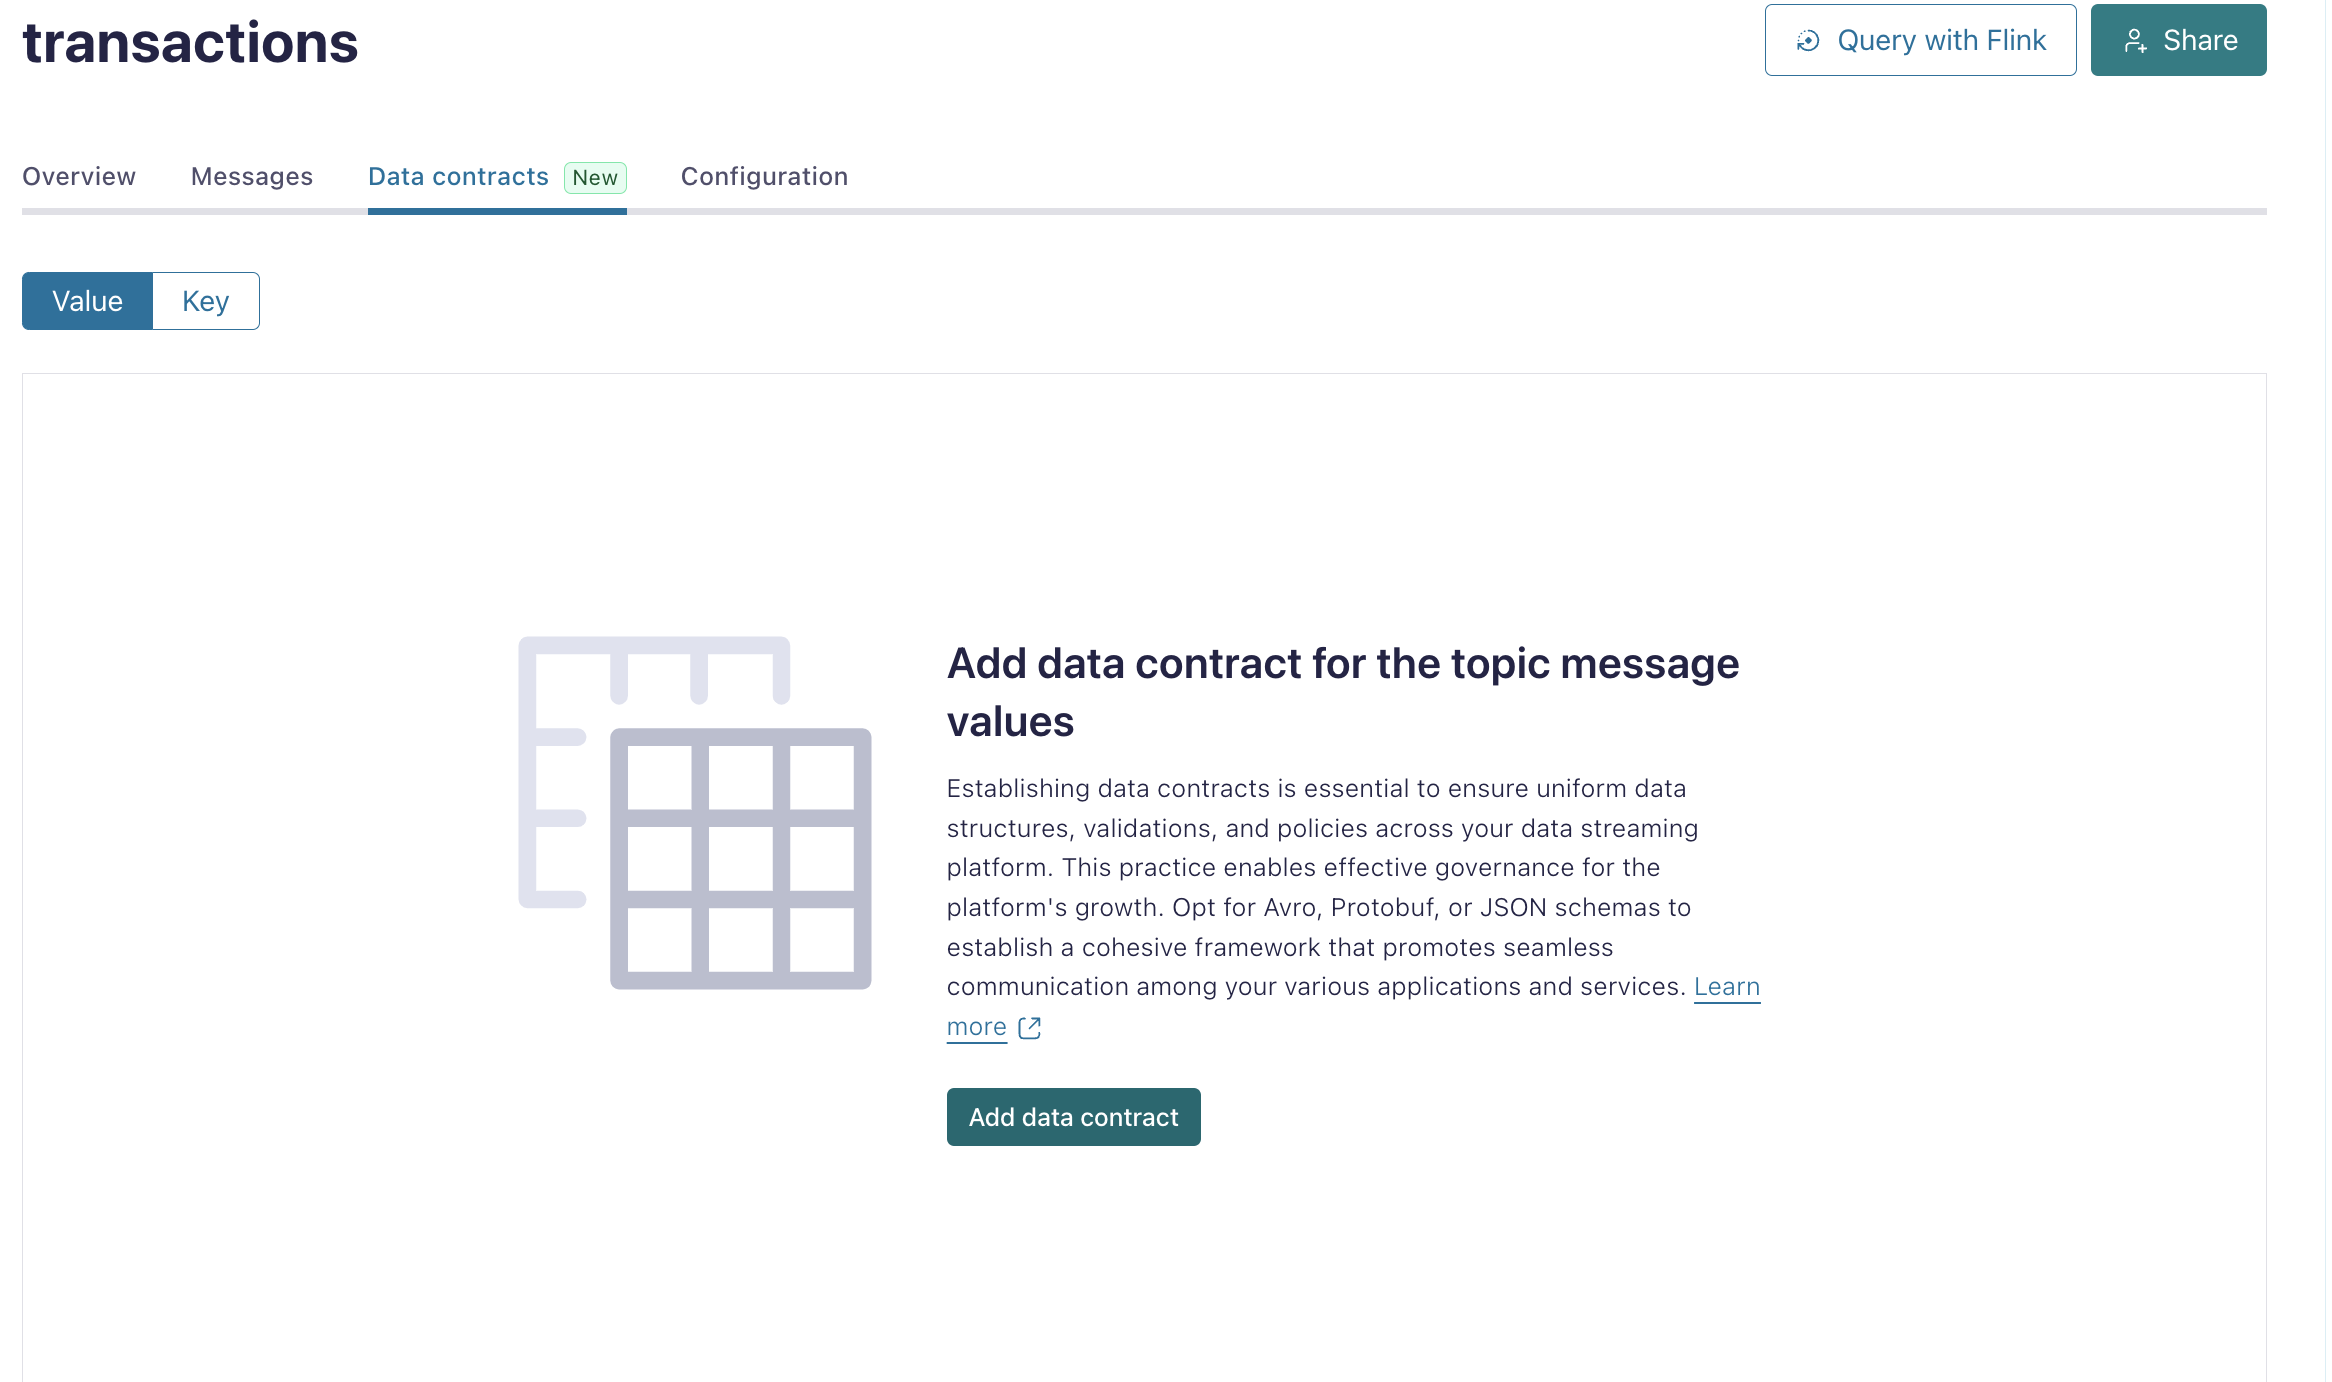 transactions
Query with Flink
Share
Overview
Messages
Data contracts New
Configuration
Value
Key
Add data contract for the topic message
values
Establishing data contracts is essential to ensure uniform data
structures, validations, and policies across your data streaming
platform. This practice enables effective governance for the
platform's growth. Opt for Avro, Protobuf, or JSON schemas to
establish a cohesive framework that promotes seamless
communication among your various applications and services. Learn
more
Add data contract